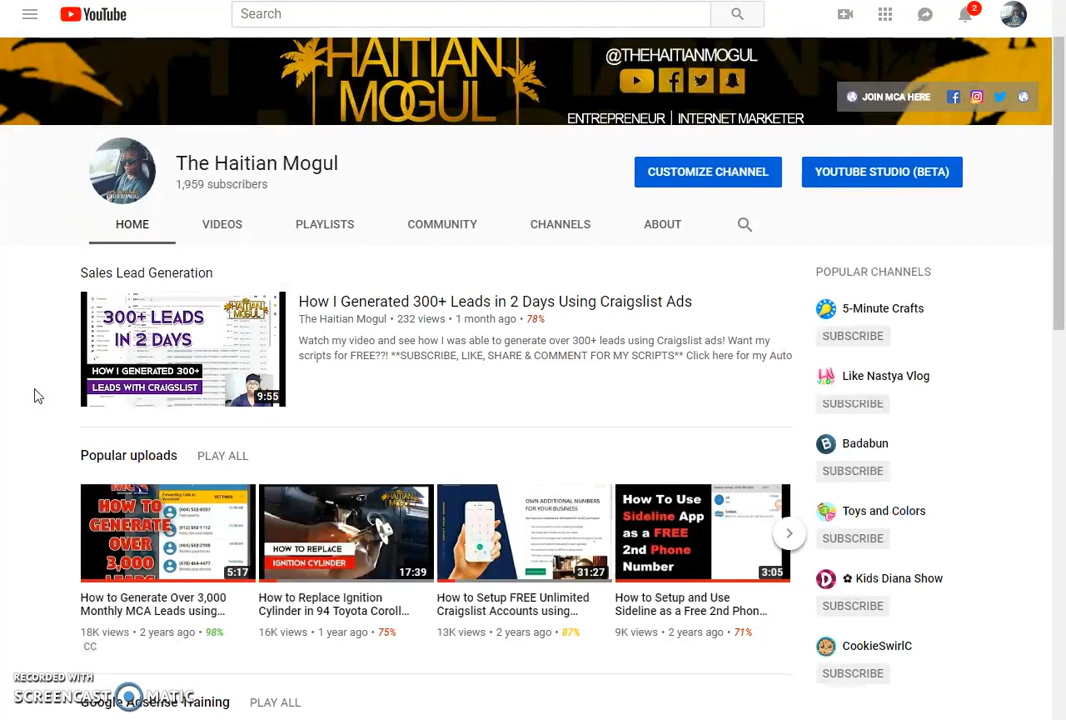 YouTube
Search
2
HAITIAN
MOGUL
@THEHAITIANMOGUL
ENTREPRENEUR | INTERNET MARKETER
JOIN MCA HERE
The Haitian Mogul
1,959 subscribers
CUSTOMIZE CHANNEL
YOUTUBE STUDIO (BETA)
HOME VIDEOS PLAYLISTS COMMUNITY CHANNELS ABOUT
Sales Lead Generation
300+ LEADS
IN 2 DAYS
HOW I GENERATED 300+
LEADS WITH CRAIGSLIST
9:55
HAITIAN
MOGUL
How I Generated 300+ Leads in 2 Days Using Craigslist Ads
The Haitian Mogul • 232 views • 1 month ago • 78%
Watch my video and see how I was able to generate over 300+ leads using Craigslist ads! Want my
scripts for FREE??! **SUBSCRIBE, LIKE, SHARE & COMMENT FOR MY SCRIPTS** Click here for my Auto
Popular uploads PLAY ALL
HOW TO
GENERATE
OVER
3,000
LEADS
5:17
How to Generate Over 3,000
Monthly MCA Leads using...
18K views • 2 years ago • 98%
CC
HOW TO REPLACE
IGNITION CYLINDER
17:39
How to Replace Ignition
Cylinder in 94 Toyota Coroll...
16K views • 1 year ago • 75%
OWN ADDITIONAL NUMBERS
FOR YOUR BUSINESS
31:27
How to Setup FREE Unlimited
Craigslist Accounts using...
13K views • 2 years ago • 87%
How To Use
Sideline App
as a FREE
2nd Phone
Number
3:05
How to Setup and Use
Sideline as a Free 2nd Phon...
9K views • 2 years ago • 71%
Google Adsense Training PLAY ALL
POPULAR CHANNELS
5-Minute Crafts
SUBSCRIBE
Like Nastya Vlog
SUBSCRIBE
Badabun
SUBSCRIBE
Toys and Colors
SUBSCRIBE
✿ Kids Diana Show
SUBSCRIBE
CookieSwirlC
SUBSCRIBE
RECORDED WITH
SCREENCAST MATIC